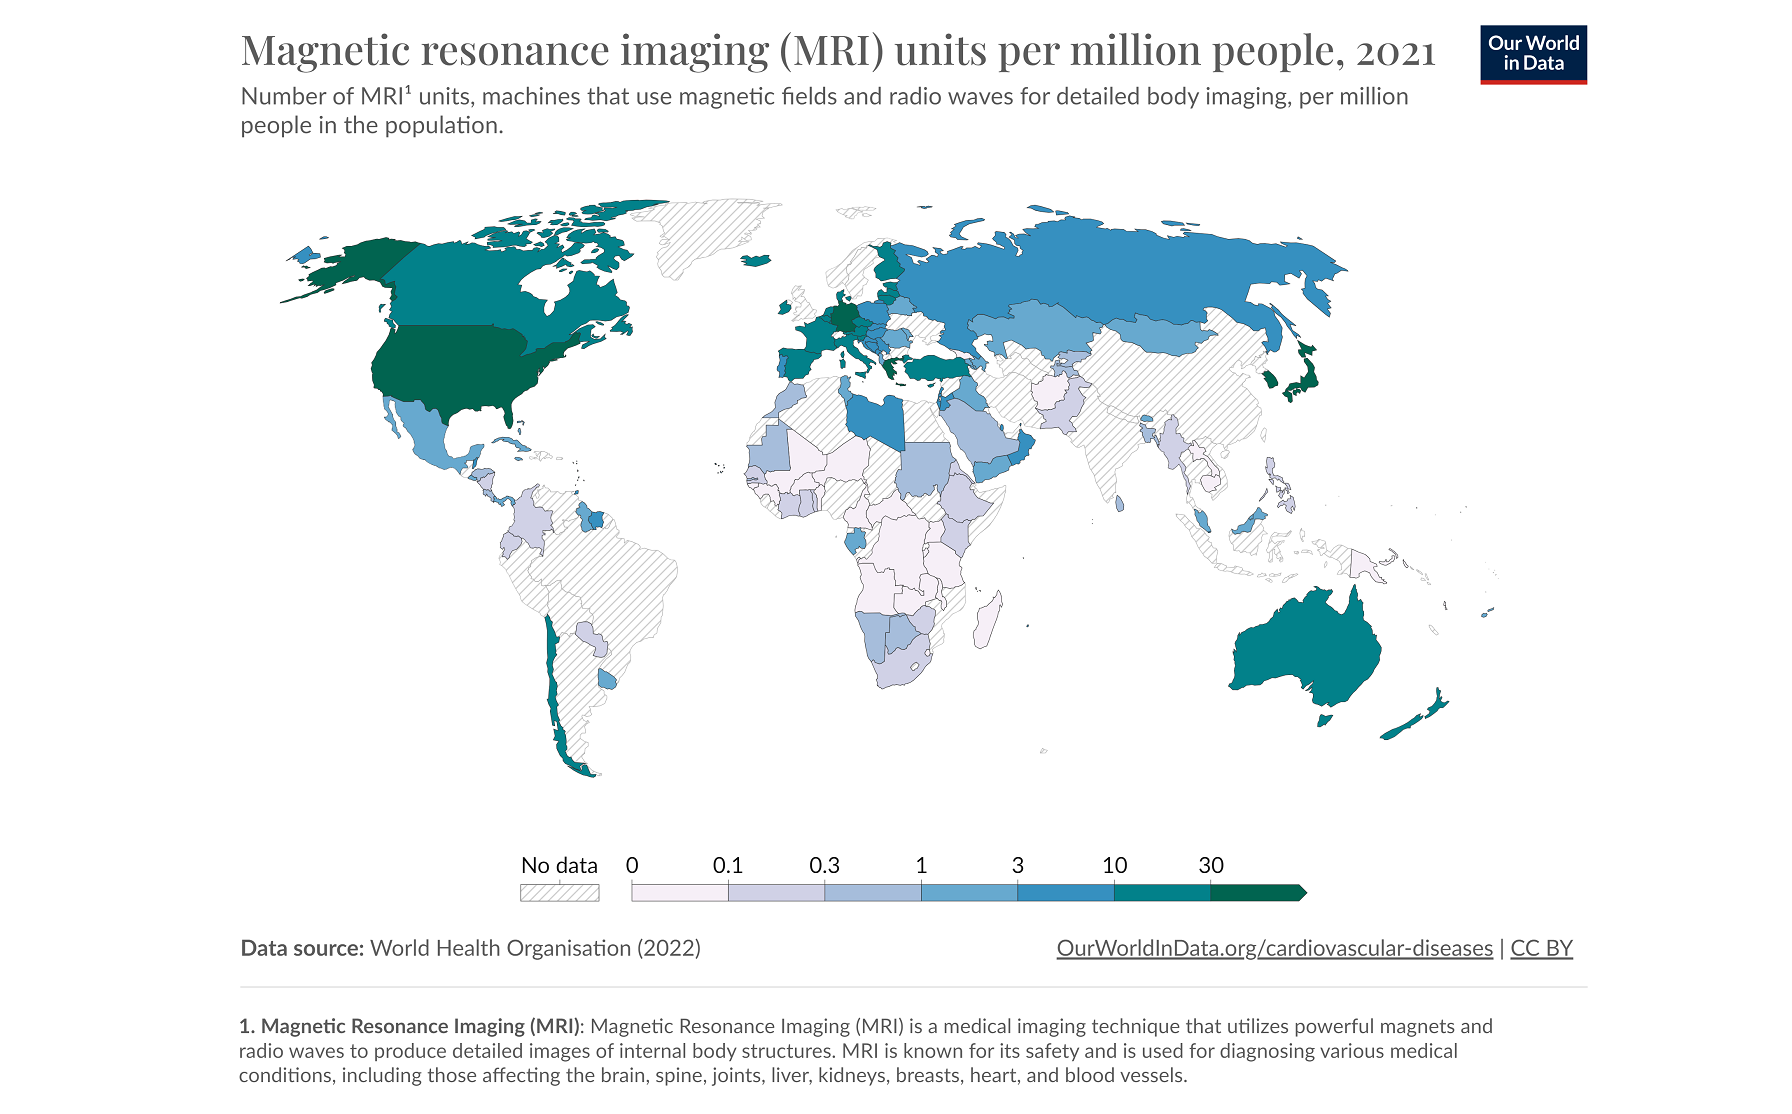 Magnetic resonance imaging (MRI) units per million people, 2021
Our World
in Data
Number of MRI¹ units, machines that use magnetic fields and radio waves for detailed body imaging, per million
people in the population.
No data 0 0.1 0.3 1 3 10 30
Data source: World Health Organisation (2022)
OurWorldInData.org/cardiovascular-diseases | CC BY
1. Magnetic Resonance Imaging (MRI): Magnetic Resonance Imaging (MRI) is a medical imaging technique that utilizes powerful magnets and
radio waves to produce detailed images of internal body structures. MRI is known for its safety and is used for diagnosing various medical
conditions, including those affecting the brain, spine, joints, liver, kidneys, breasts, heart, and blood vessels.